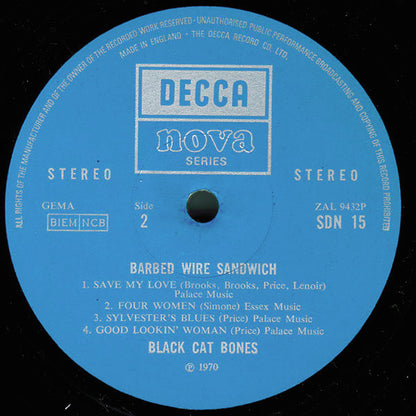 ALL RIGHTS OF THE MANUFACTURER AND OF THE OWNER OF THE RECORDED WORK RESERVED · UNAUTHORISED PUBLIC PERFORMANCE BROADCASTING AND COPYING OF THIS RECORD PROHIBITED
MADE IN ENGLAND · THE DECCA RECORD CO. LTD.
DECCA
nova
SERIES
STEREO STEREO
GEMA Side ZAL 9432P
BIEM NCB 2 SDN 15
BARBED WIRE SANDWICH
1. SAVE MY LOVE (Brooks, Brooks, Price, Lenoir)
Palace Music
2. FOUR WOMEN (Simone) Essex Music
3. SYLVESTER'S BLUES (Price) Palace Music
4. GOOD LOOKIN' WOMAN (Price) Palace Music
BLACK CAT BONES
℗ 1970